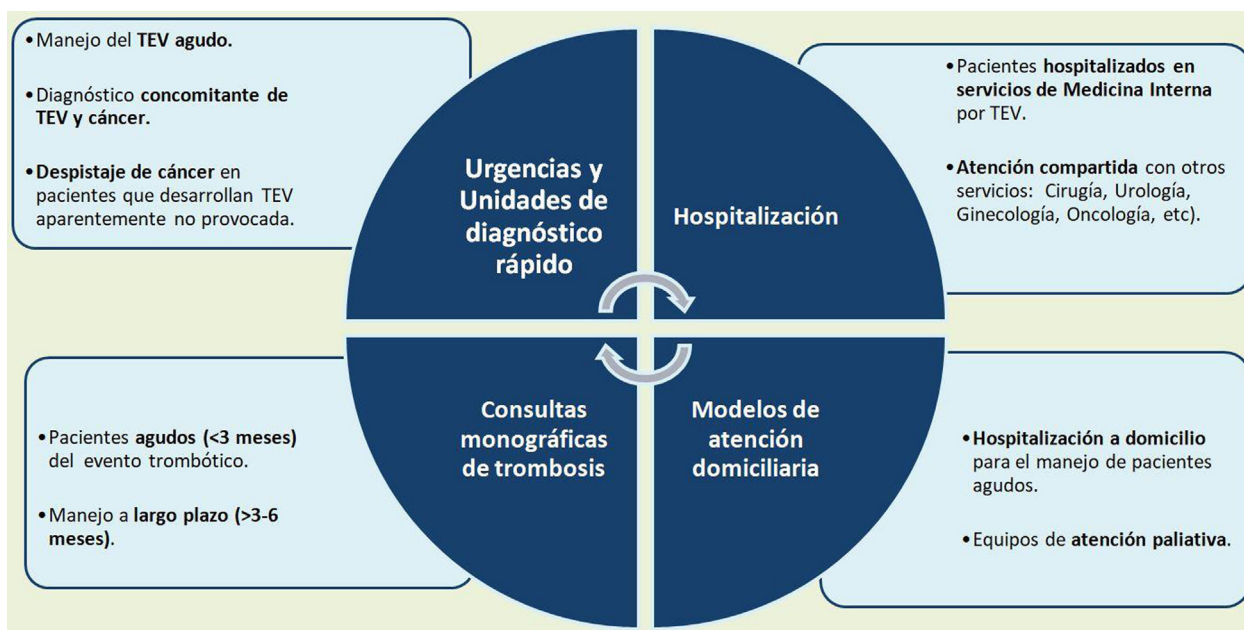 •Manejo del TEV agudo.
•Diagnóstico concomitante de
TEV y cáncer.
•Despistaje de cáncer en
pacientes que desarrollan TEV
aparentemente no provocada.
Urgencias y
Unidades de
diagnóstico
rápido
Hospitalización
•Pacientes hospitalizados en
servicios de Medicina Interna
por TEV.
•Atención compartida con otros
servicios: Cirugía, Urología,
Ginecología, Oncología, etc).
•Pacientes agudos (<3 meses)
del evento trombótico.
•Manejo a largo plazo (>3-6
meses).
Consultas
monográficas
de trombosis
Modelos de
atención
domiciliaria
•Hospitalización a domicilio
para el manejo de pacientes
agudos.
•Equipos de atención paliativa.